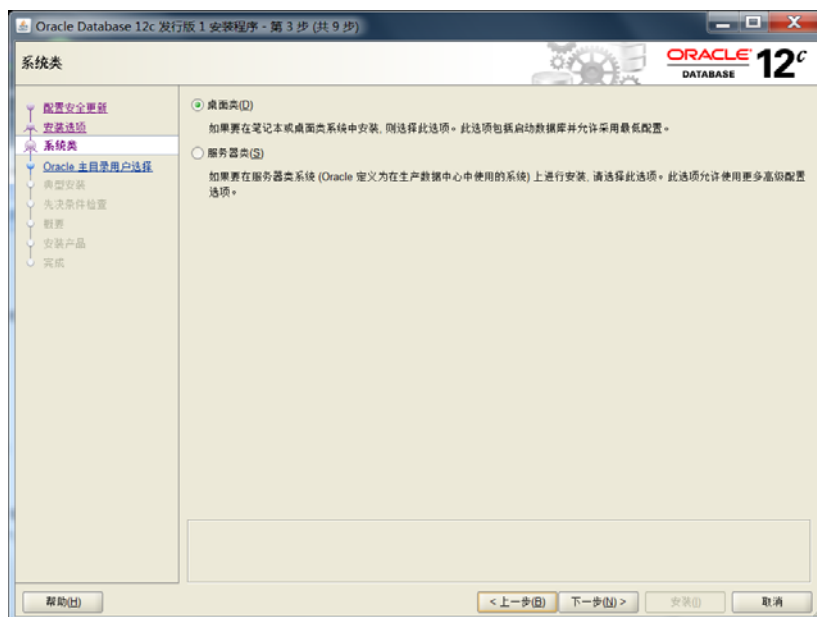 Oracle Database 12c 发行版 1 安装程序 - 第 3 步 (共 9 步)
系统类
ORACLE
DATABASE
12c
配置安全更新
安装选项
系统类
Oracle 主目录用户选择
典型安装
先决条件检查
概要
安装产品
完成
桌面类(D)
如果要在笔记本或桌面类系统中安装, 则选择此选项。此选项包括启动数据库并允许采用最低配置。
服务器类(S)
如果要在服务器类系统 (Oracle 定义为在生产数据中心中使用的系统) 上进行安装, 请选择此选项。此选项允许使用更多高级配置
选项。
帮助(H)
< 上一步(B)
下一步(N) >
安装(I)
取消